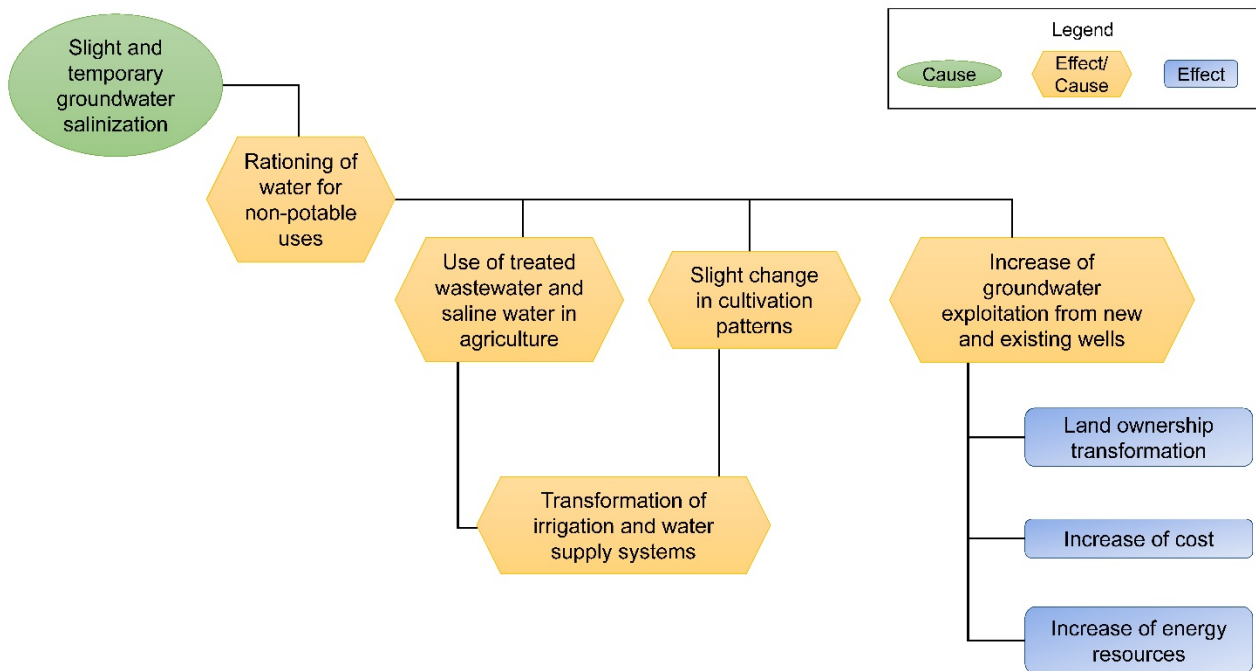 Slight and
temporary
groundwater
salinization
Legend
Cause
Effect/
Cause
Effect
Rationing of
water for
non-potable
uses
Use of treated
wastewater and
saline water in
agriculture
Slight change
in cultivation
patterns
Increase of
groundwater
exploitation from new
and existing wells
Land ownership
transformation
Transformation of
irrigation and water
supply systems
Increase of cost
Increase of energy
resources